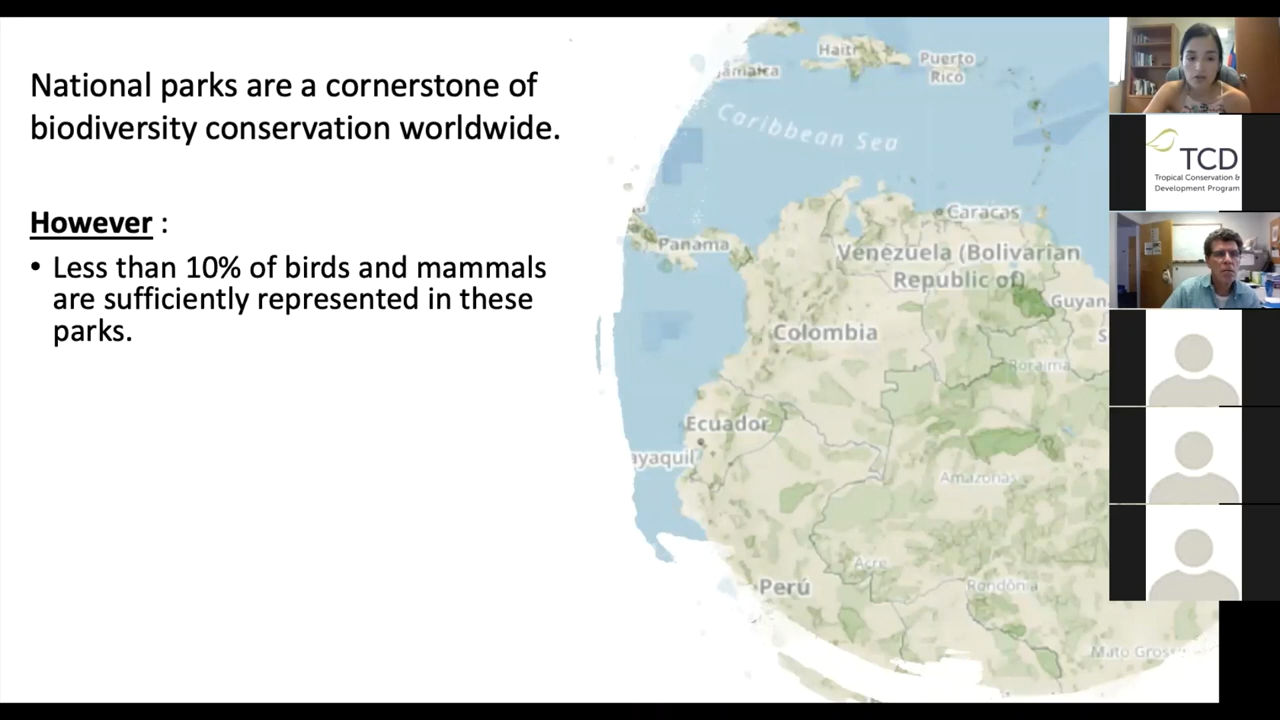 National parks are a cornerstone of
biodiversity conservation worldwide.
However :
• Less than 10% of birds and mammals
are sufficiently represented in these
parks.
Haiti
Jamaica
Puerto
Rico
Caribbean Sea
Caracas
Panama
Venezuela (Bolivarian
Republic of)
Guyan
Colombia
S
Roraima
Ecuador
ayaquil
Amazonas
Acre
Perú
Rondônia
Mato Gros
TCD
Tropical Conservation &
Development Program